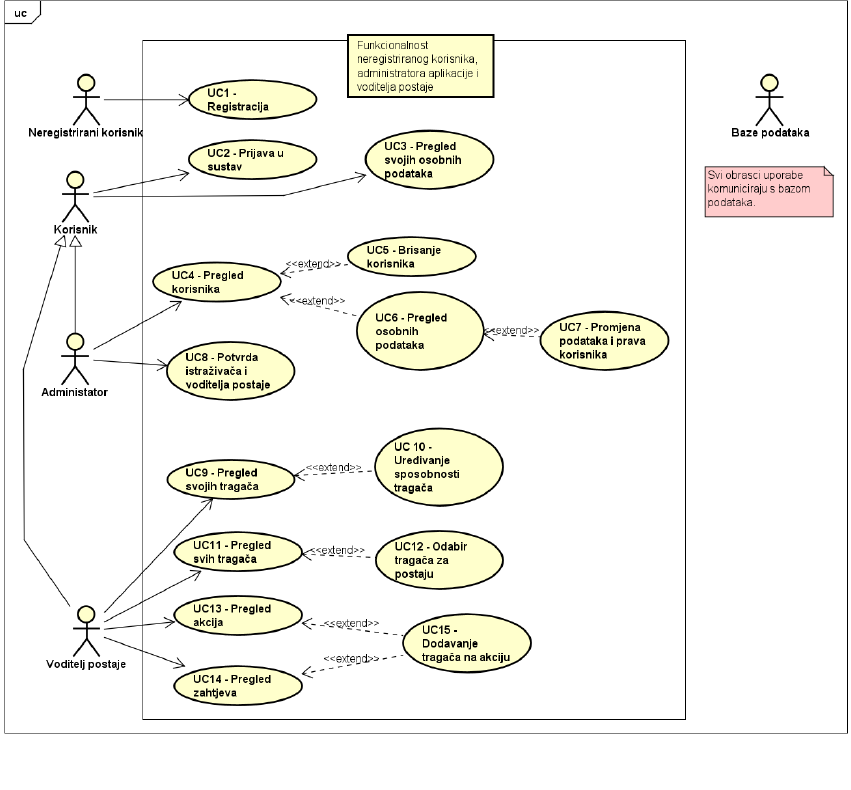 uc
Funkcionalnost
neregistriranog korisnika,
administratora aplikacije i
voditelja postaje
Neregistrirani korisnik
UC1 -
Registracija
Baze podataka
Svi obrasci uporabe
komuniciraju s bazom
podataka.
UC2 - Prijava u
sustav
UC3 - Pregled
svojih osobnih
podataka
Korisnik
UC4 - Pregled
korisnika
<<extend>>
UC5 - Brisanje
korisnika
<<extend>>
UC6 - Pregled
osobnih
podataka
<<extend>>
UC7 - Promjena
podataka i prava
korisnika
Administator
UC8 - Potvrda
istraživača i
voditelja postaje
UC9 - Pregled
svojih tragača
<<extend>>
UC 10 -
Uređivanje
sposobnosti
tragača
UC11 - Pregled
svih tragača
<<extend>>
UC12 - Odabir
tragača za
postaju
UC13 - Pregled
akcija
<<extend>>
UC15 -
Dodavanje
tragača na akciju
Voditelj postaje
UC14 - Pregled
zahtjeva
<<extend>>